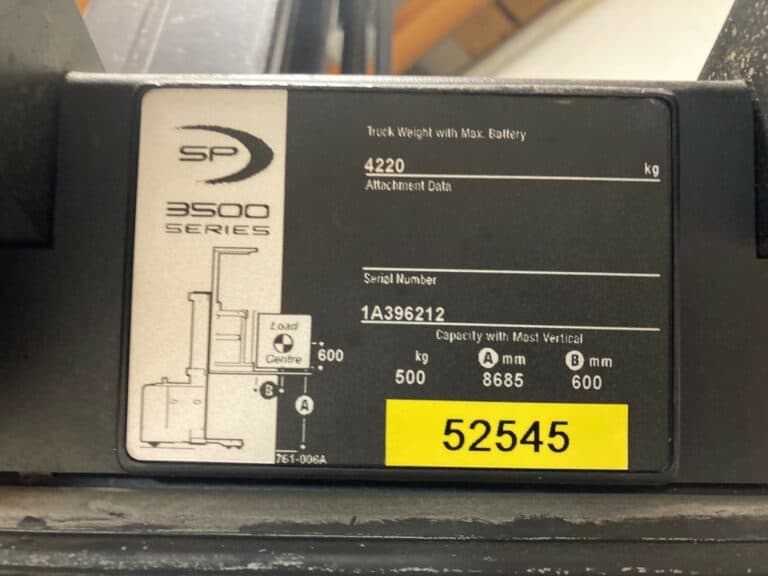 SP
3500
SERIES
Truck Weight with Max. Battery
4220 kg
Attachment Data
Serial Number
1A396212
Capacity with Mast Vertical
kg A mm B mm
500 8685 600
Load
Centre
600
B
A
761-006A
52545